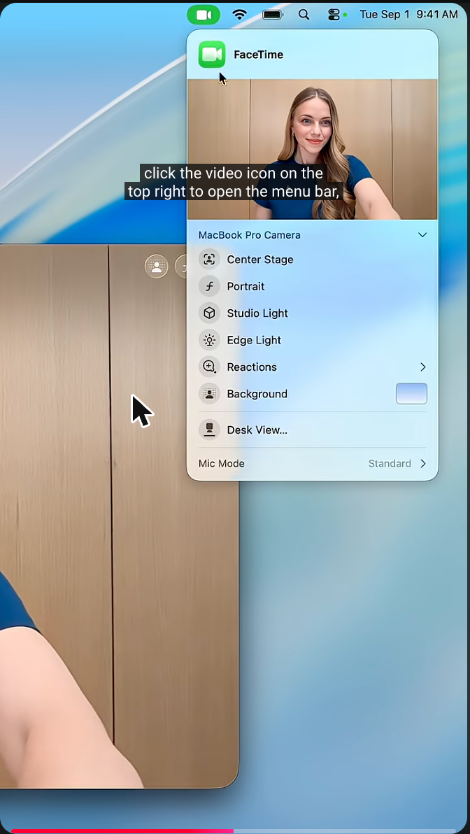 Tue Sep 1 9:41 AM
FaceTime
click the video icon on the
top right to open the menu bar,
MacBook Pro Camera
Center Stage
Portrait
Studio Light
Edge Light
Reactions
Background
Desk View...
Mic Mode Standard